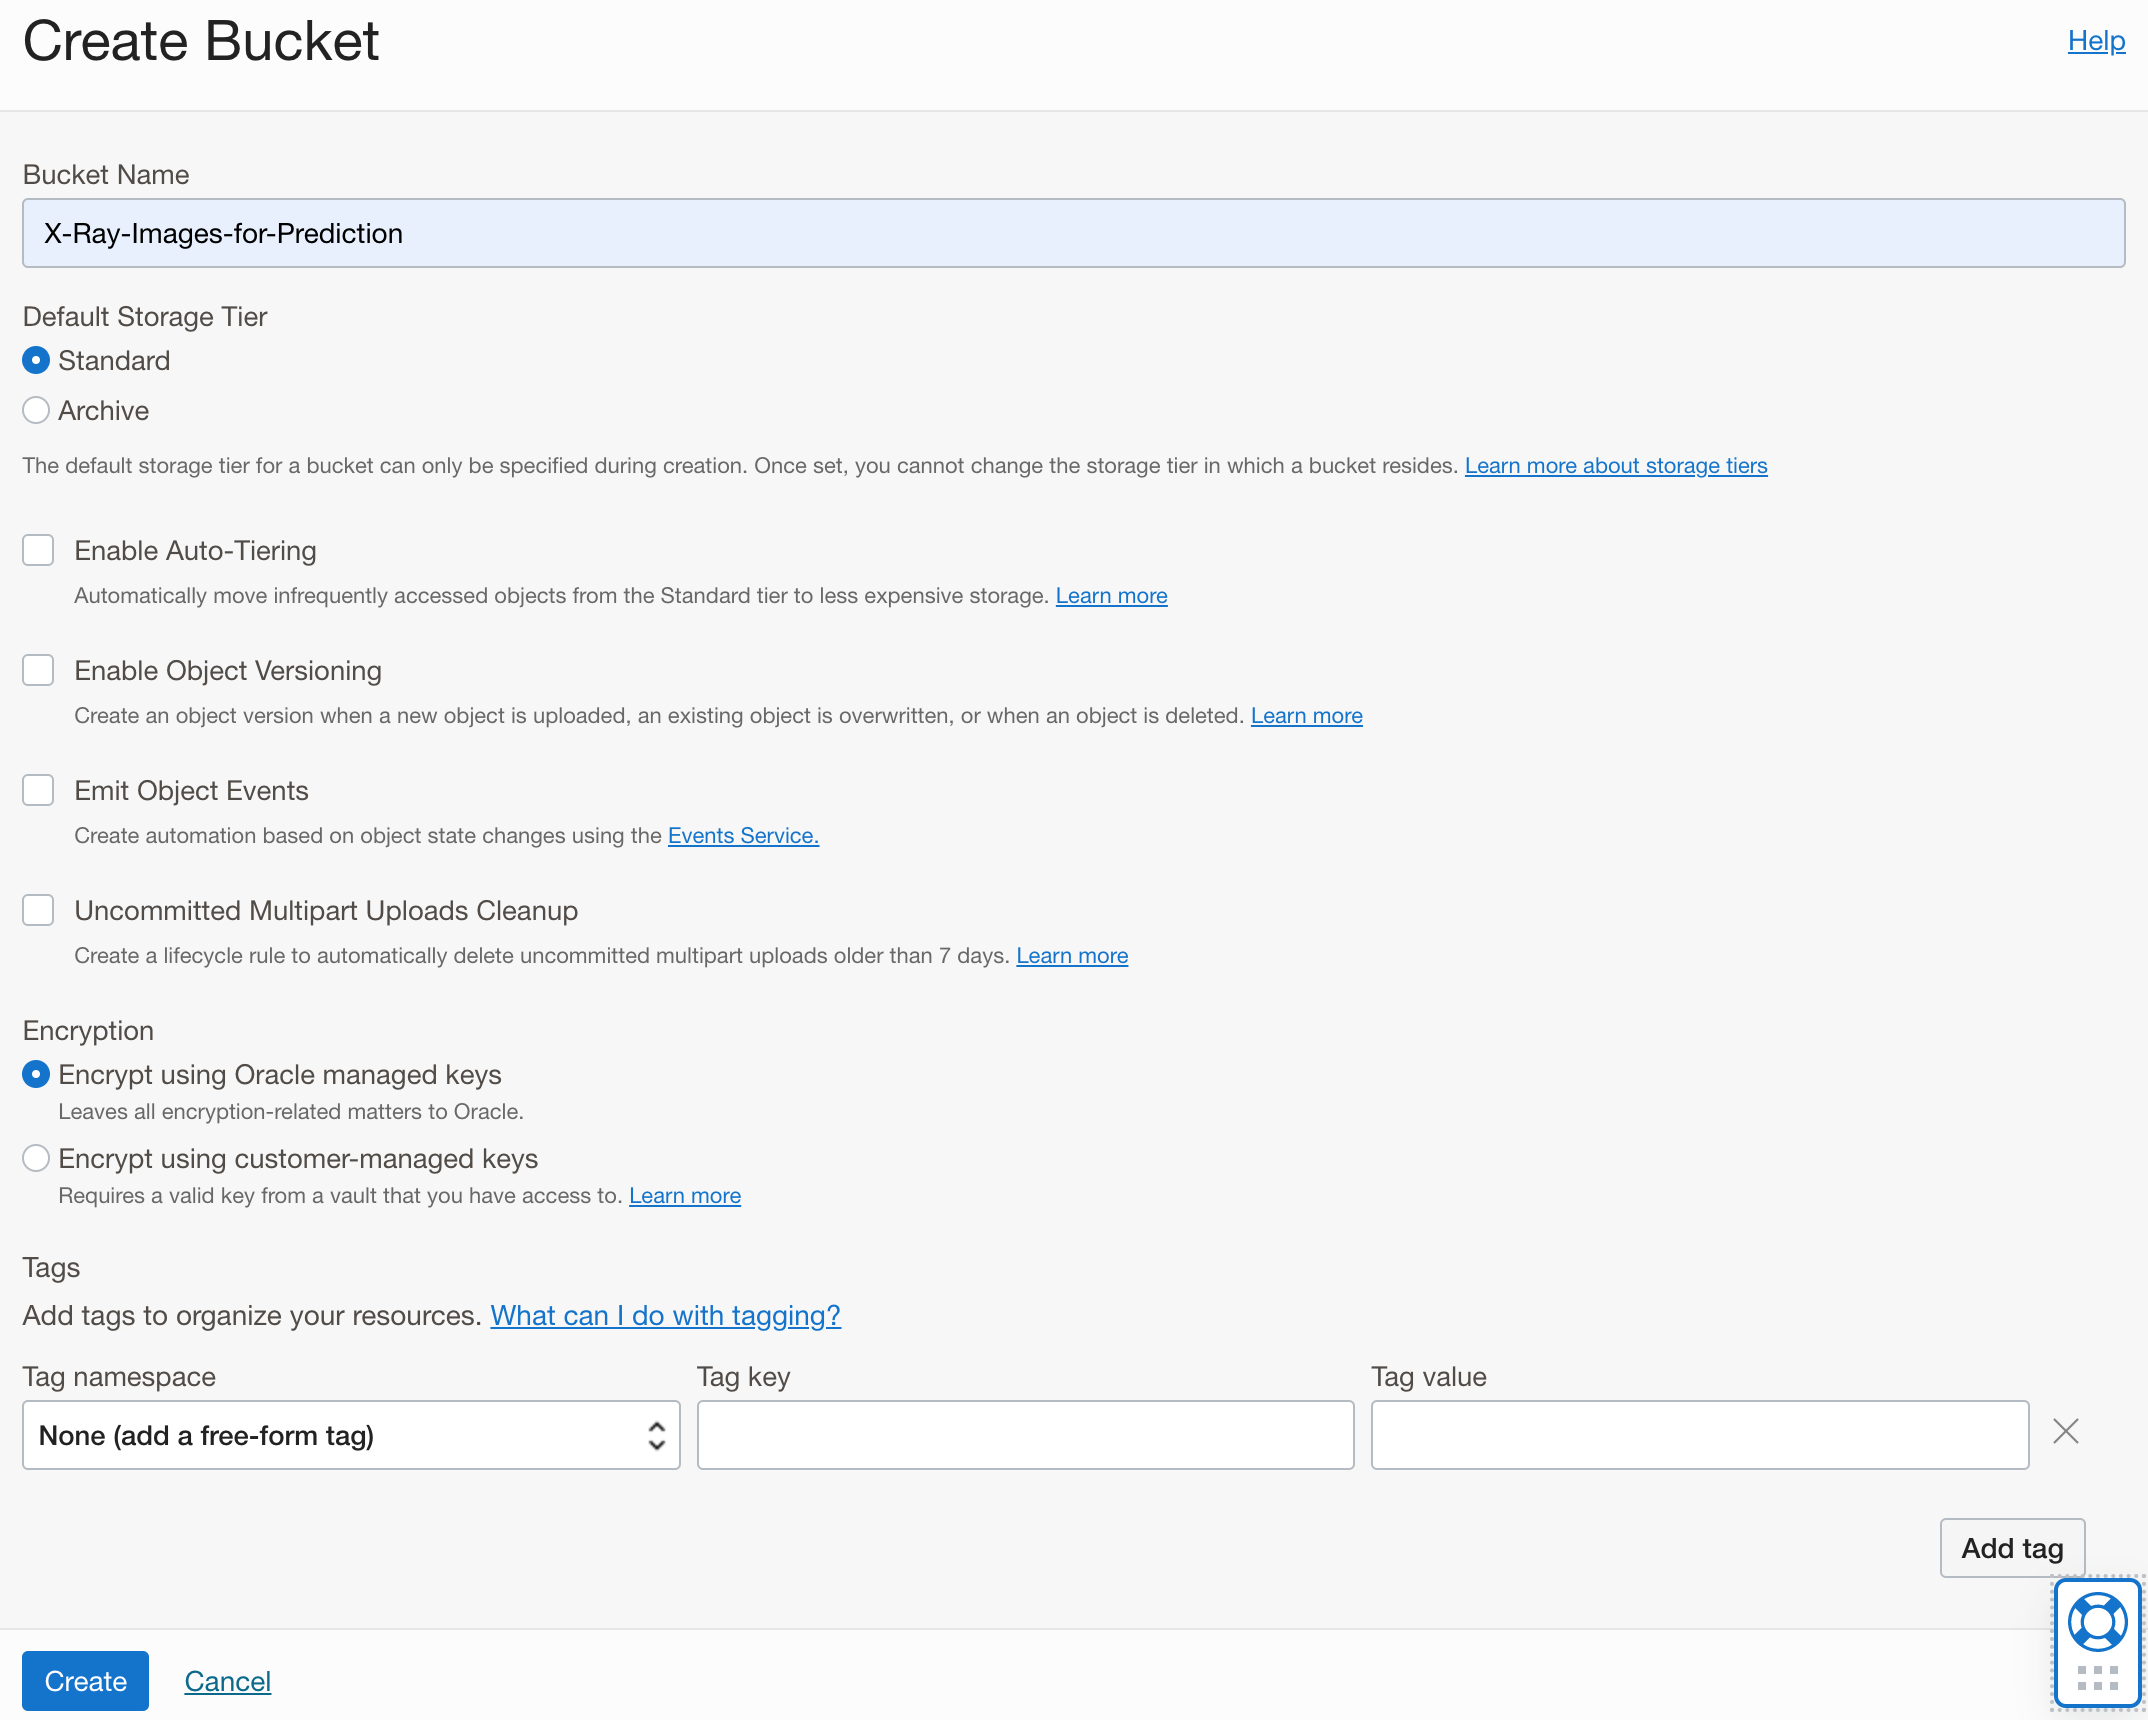 Create Bucket
Help
Bucket Name
X-Ray-Images-for-Prediction
Default Storage Tier
Standard
Archive
The default storage tier for a bucket can only be specified during creation. Once set, you cannot change the storage tier in which a bucket resides. Learn more about storage tiers
Enable Auto-Tiering
Automatically move infrequently accessed objects from the Standard tier to less expensive storage. Learn more
Enable Object Versioning
Create an object version when a new object is uploaded, an existing object is overwritten, or when an object is deleted. Learn more
Emit Object Events
Create automation based on object state changes using the Events Service.
Uncommitted Multipart Uploads Cleanup
Create a lifecycle rule to automatically delete uncommitted multipart uploads older than 7 days. Learn more
Encryption
Encrypt using Oracle managed keys
Leaves all encryption-related matters to Oracle.
Encrypt using customer-managed keys
Requires a valid key from a vault that you have access to. Learn more
Tags
Add tags to organize your resources. What can I do with tagging?
Tag namespace
Tag key
Tag value
None (add a free-form tag)
Add tag
Create
Cancel